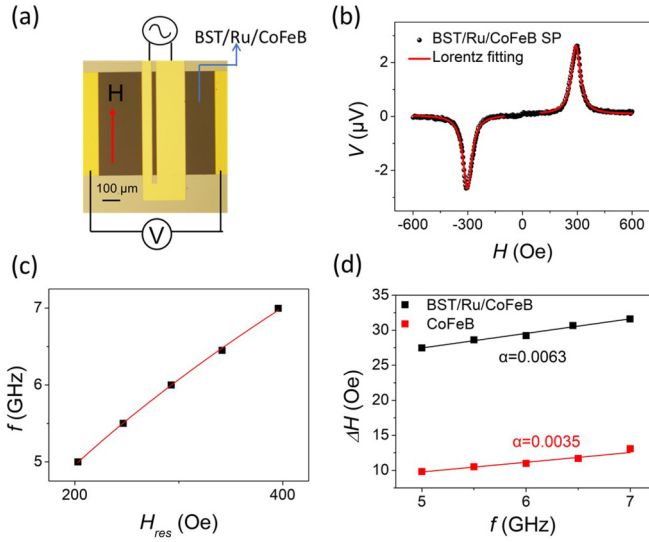 (a)
BST/Ru/CoFeB
H
100 μm
V
(b)
BST/Ru/CoFeB SP
Lorentz fitting
V (μV)
2
0
-2
-600 -300 0 300 600
H (Oe)
(c)
f (GHz)
7
6
5
200 400
H_res (Oe)
(d)
BST/Ru/CoFeB
CoFeB
ΔH (Oe)
35
30
25
20
15
10
α=0.0063
α=0.0035
5 6 7
f (GHz)